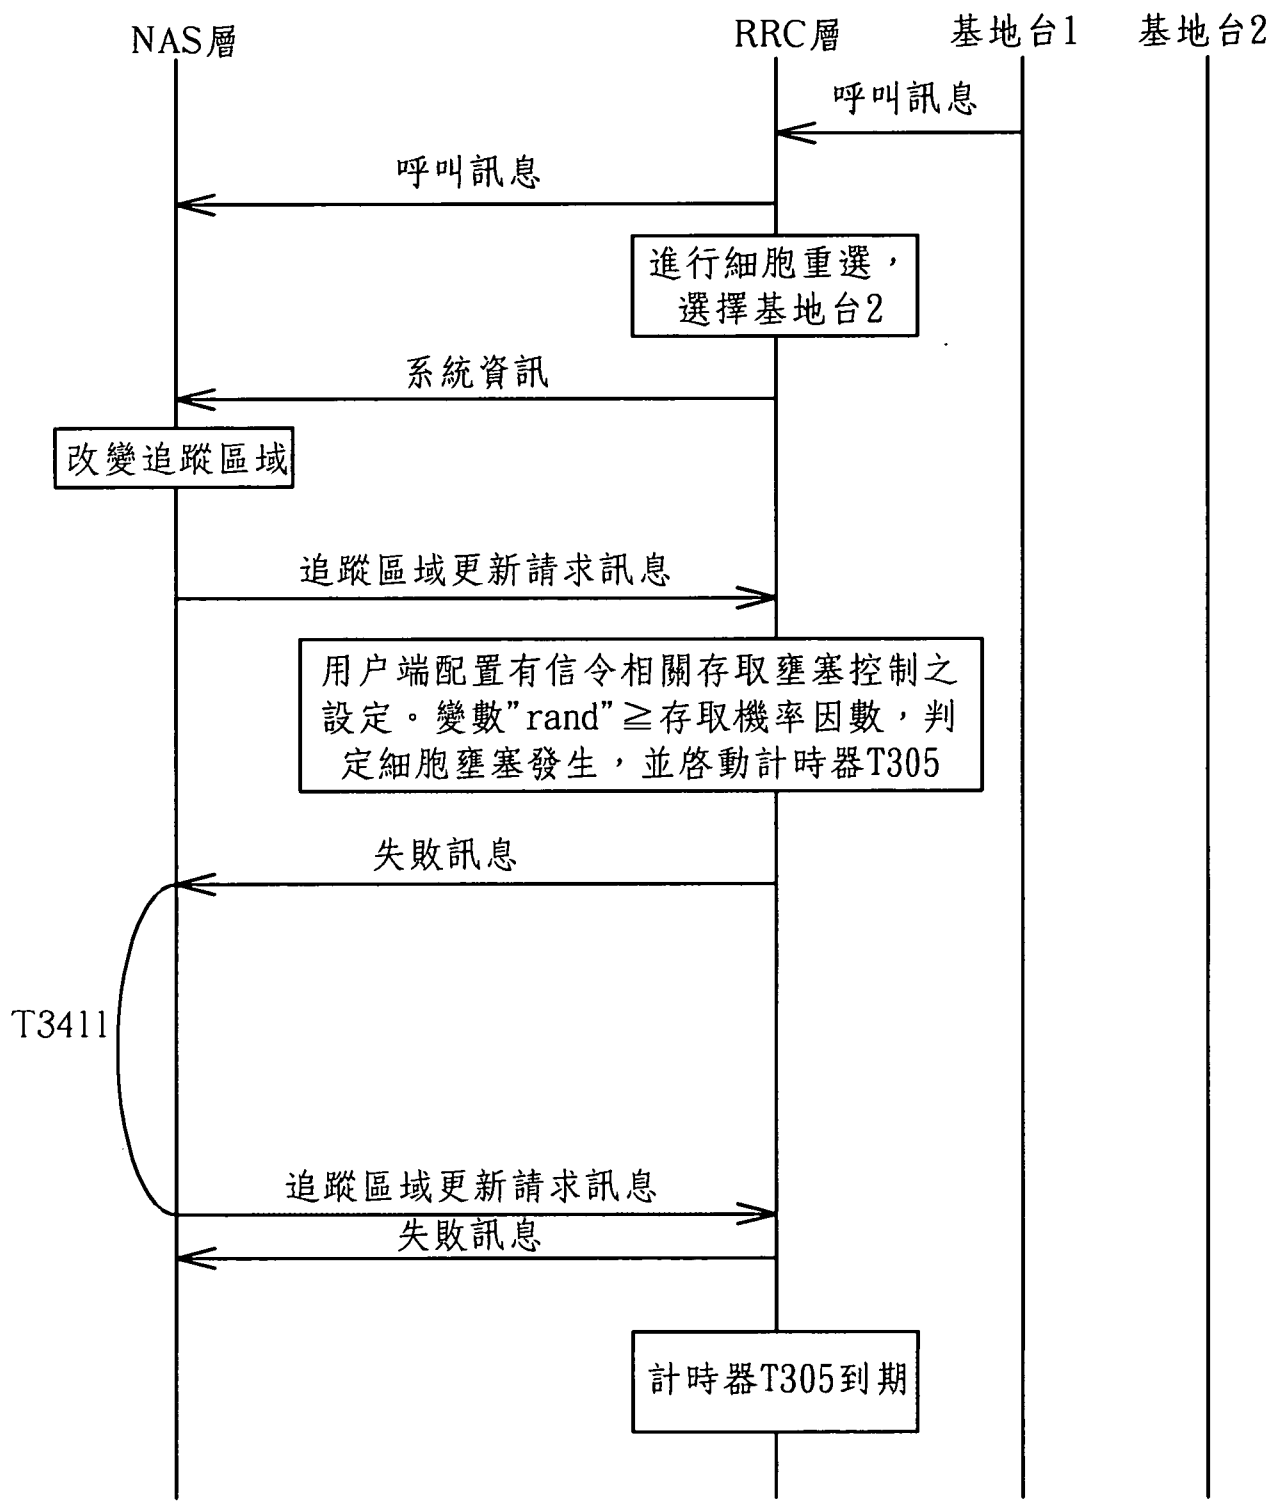 NAS層
RRC層
基地台1
基地台2
呼叫訊息
呼叫訊息
進行細胞重選，
選擇基地台2
系統資訊
改變追蹤區域
追蹤區域更新請求訊息
用户端配置有信令相關存取壅塞控制之
設定。變數”rand”≧存取機率因數，判
定細胞壅塞發生，並啓動計時器T305
失敗訊息
T3411
追蹤區域更新請求訊息
失敗訊息
計時器T305到期